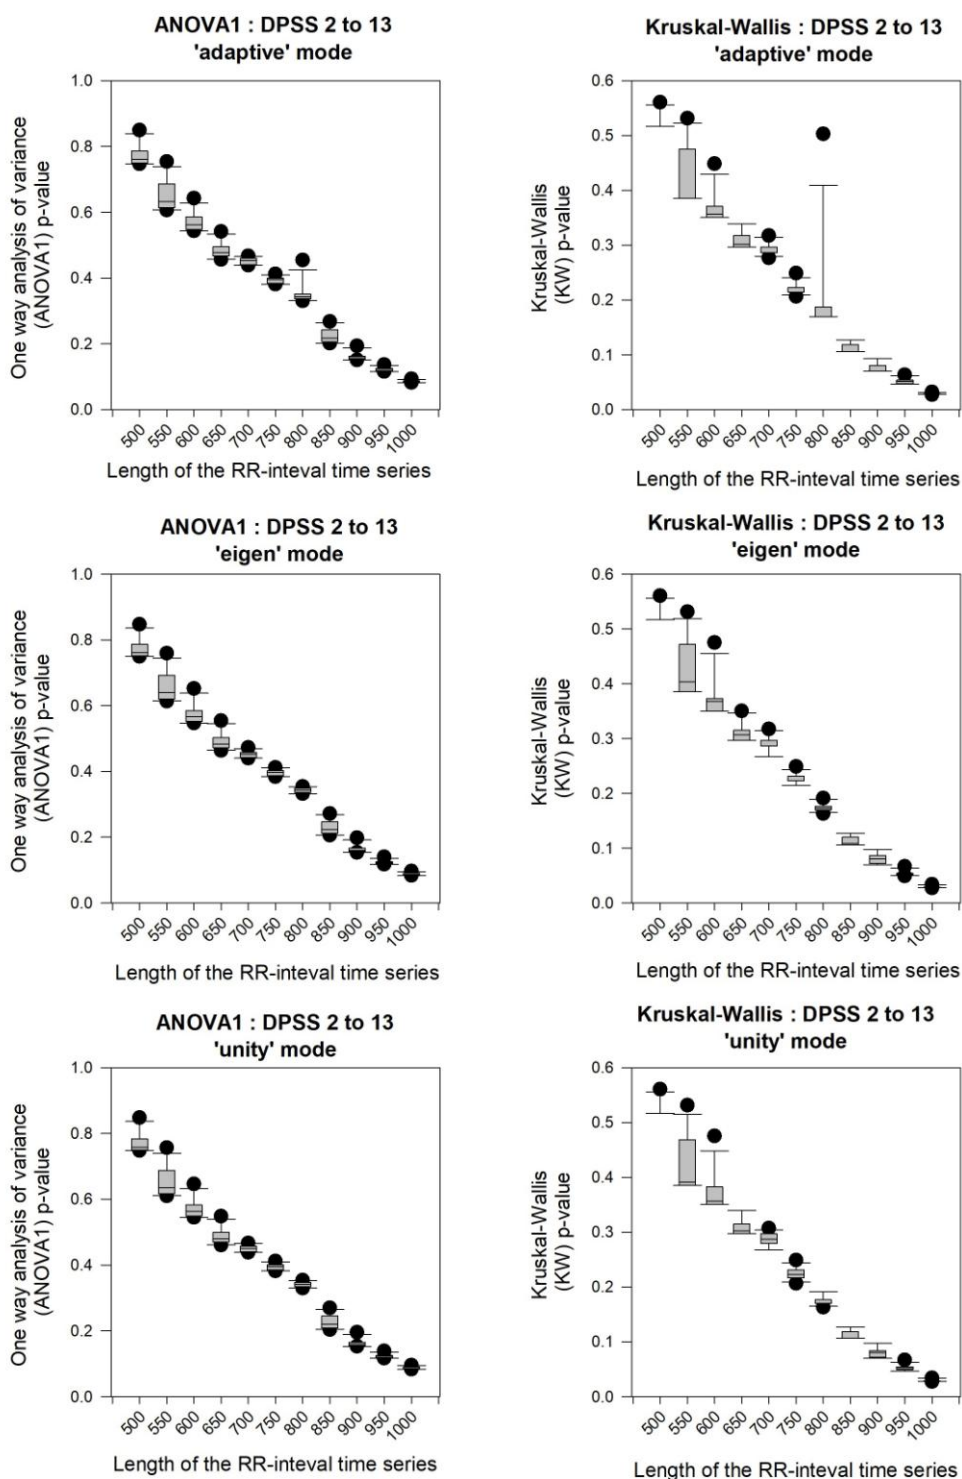 ANOVA1 : DPSS 2 to 13
'adaptive' mode
One way analysis of variance
(ANOVA1) p-value
1.0
0.8
0.6
0.4
0.2
0.0
500 550 600 650 700 750 800 850 900 950 1000
Length of the RR-inteval time series
Kruskal-Wallis : DPSS 2 to 13
'adaptive' mode
Kruskal-Wallis
(KW) p-value
0.6
0.5
0.4
0.3
0.2
0.1
0.0
500 550 600 650 700 750 800 850 900 950 1000
Length of the RR-inteval time series
ANOVA1 : DPSS 2 to 13
'eigen' mode
One way analysis of variance
(ANOVA1) p-value
1.0
0.8
0.6
0.4
0.2
0.0
500 550 600 650 700 750 800 850 900 950 1000
Length of the RR-inteval time series
Kruskal-Wallis : DPSS 2 to 13
'eigen' mode
Kruskal-Wallis
(KW) p-value
0.6
0.5
0.4
0.3
0.2
0.1
0.0
500 550 600 650 700 750 800 850 900 950 1000
Length of the RR-inteval time series
ANOVA1 : DPSS 2 to 13
'unity' mode
One way analysis of variance
(ANOVA1) p-value
1.0
0.8
0.6
0.4
0.2
0.0
500 550 600 650 700 750 800 850 900 950 1000
Length of the RR-inteval time series
Kruskal-Wallis : DPSS 2 to 13
'unity' mode
Kruskal-Wallis
(KW) p-value
0.6
0.5
0.4
0.3
0.2
0.1
0.0
500 550 600 650 700 750 800 850 900 950 1000
Length of the RR-inteval time series